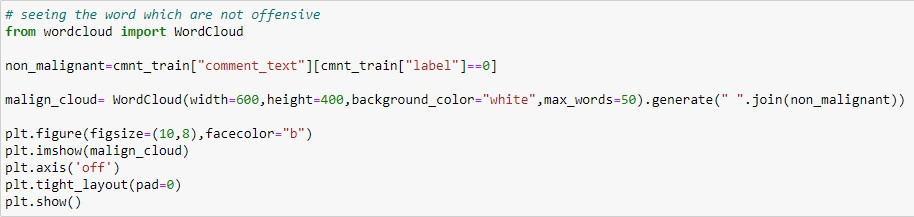 # seeing the word which are not offensive
from wordcloud import WordCloud
non_malignant=cmnt_train["comment_text"][cmnt_train["label"]==0]
malign_cloud= WordCloud(width=600,height=400,background_color="white",max_words=50).generate(" ".join(non_malignant))
plt.figure(figsize=(10,8),facecolor="b")
plt.imshow(malign_cloud)
plt.axis('off')
plt.tight_layout(pad=0)
plt.show()